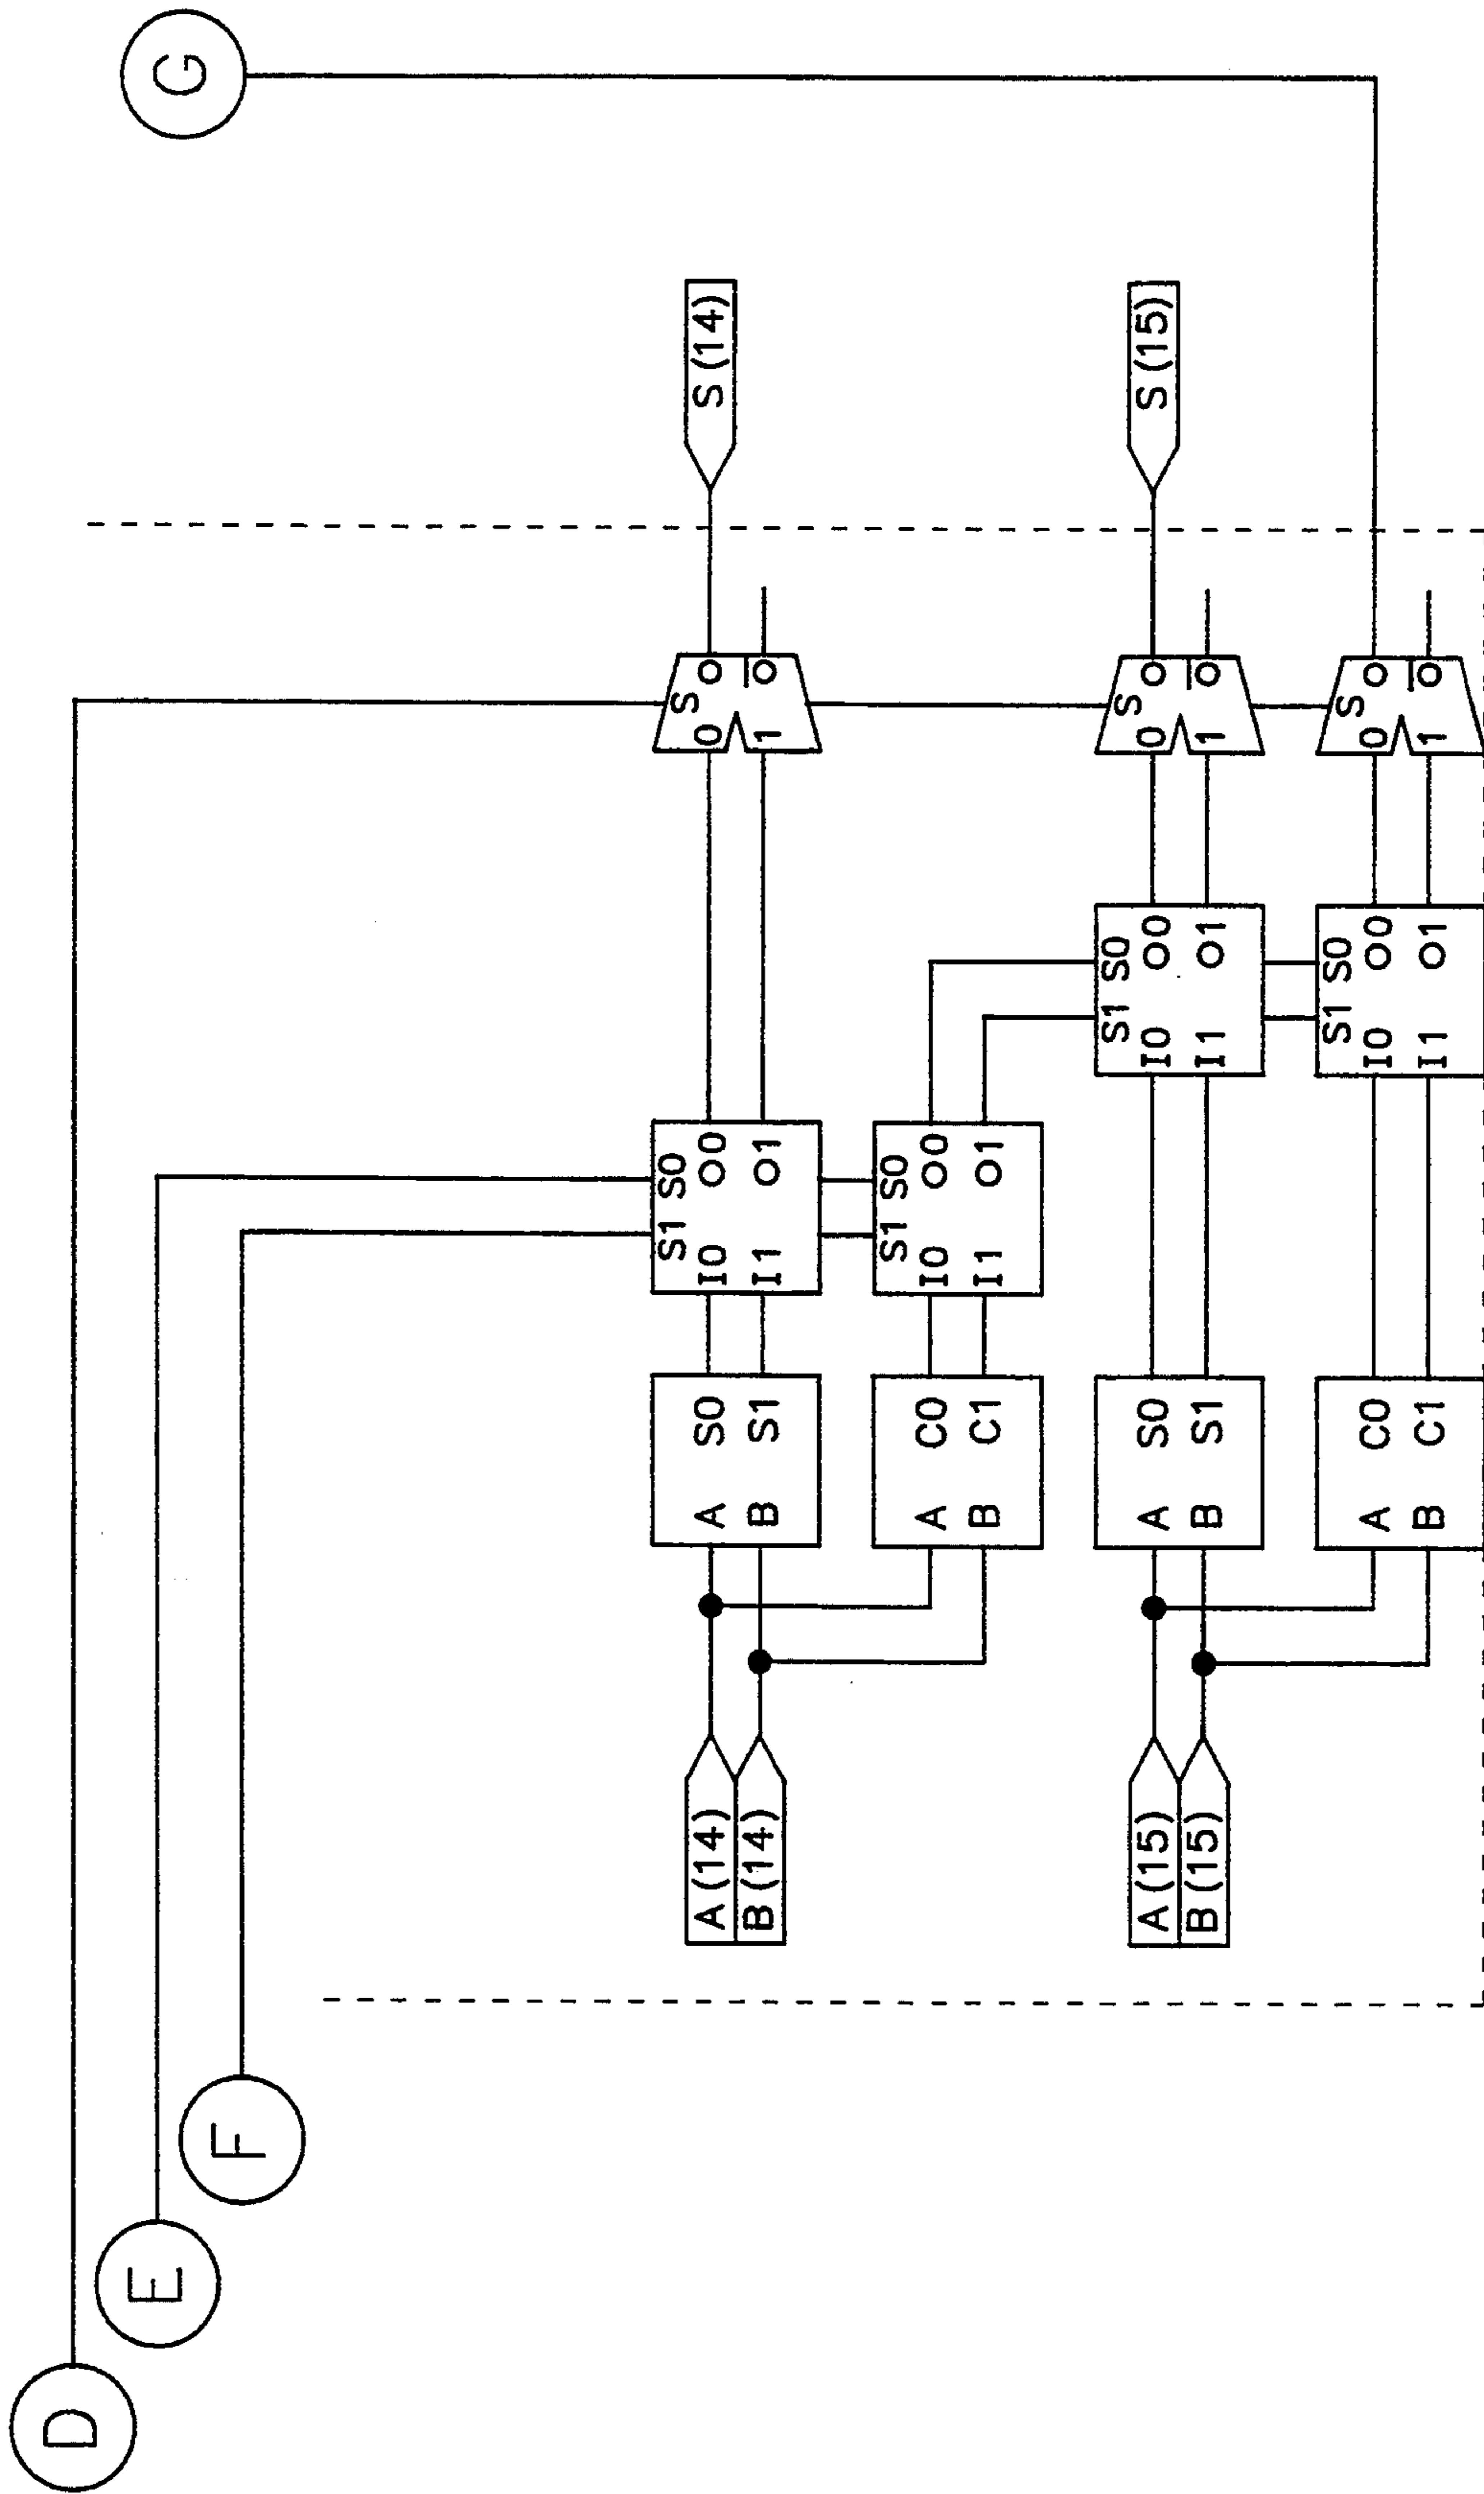 D
E
G
F
S1 S0 S
A(14) A S0 I0 O0 0 O S(14)
B(14) B S1 I1 O1 1 O̅
S1 S0
A C0 I0 O0
B C1 I1 O1
S1 S0 S
A(15) A S0 I0 O0 0 O S(15)
B(15) B S1 I1 O1 1 O̅
S1 S0 S
A C0 I0 O0 0 O
B C1 I1 O1 1 O̅